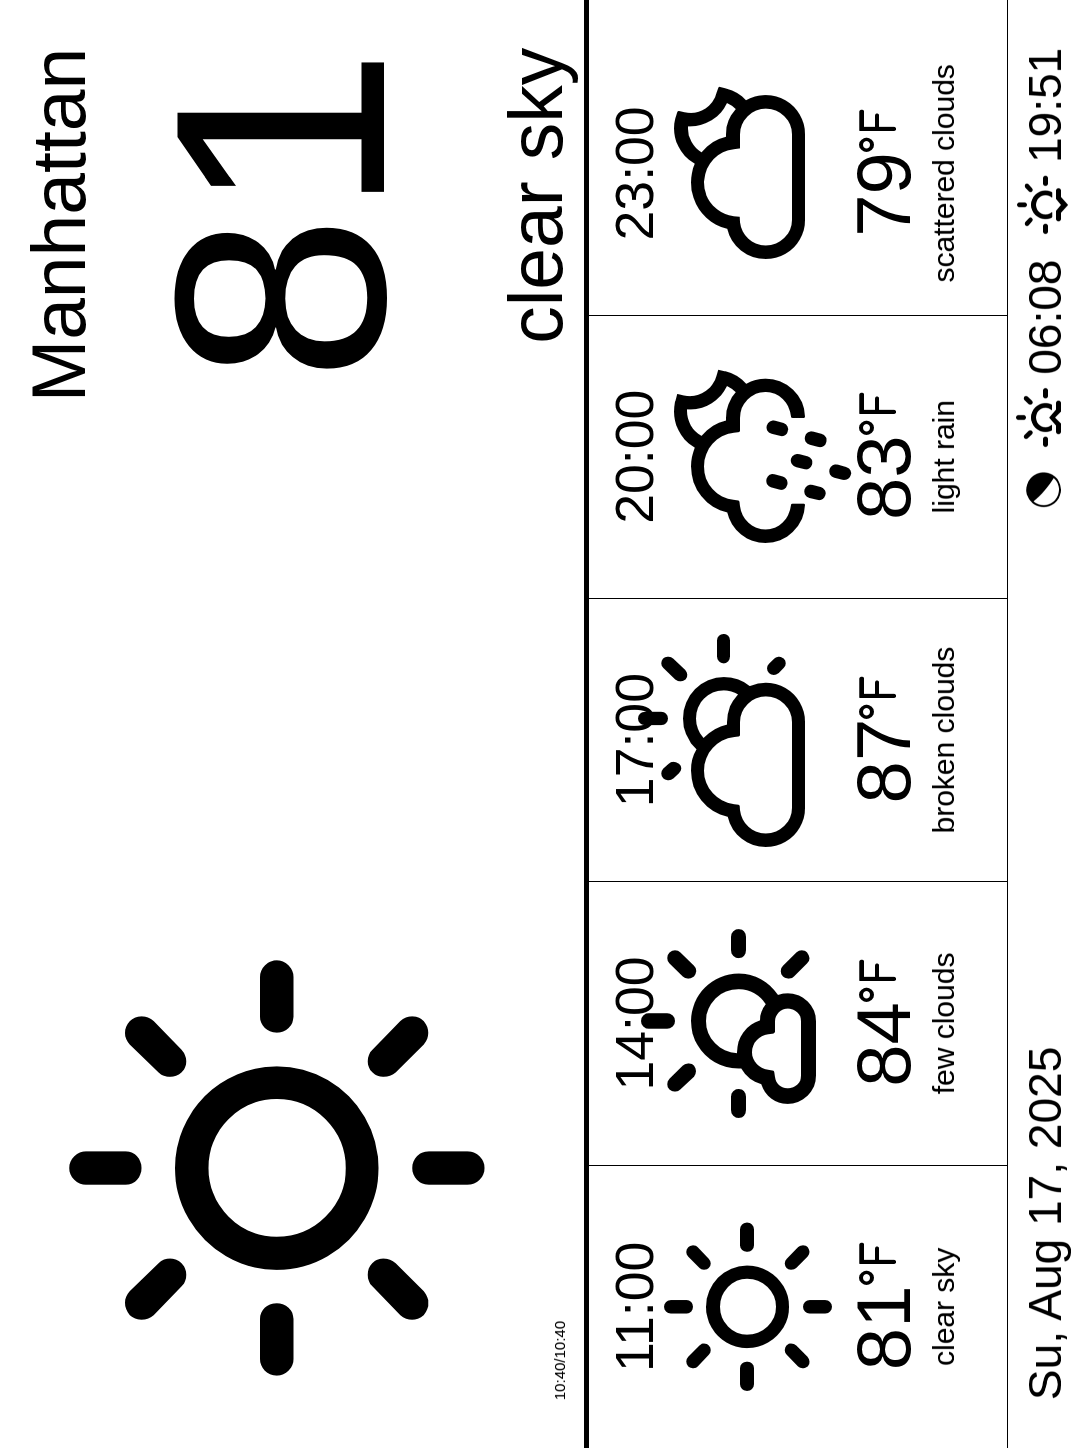 Manhattan
81
clear sky
10:40/10:40
11:00 14:00 17:00 20:00 23:00
81°F 84°F 87°F 83°F 79°F
clear sky few clouds broken clouds light rain scattered clouds
Su, Aug 17, 2025 06:08 19:51